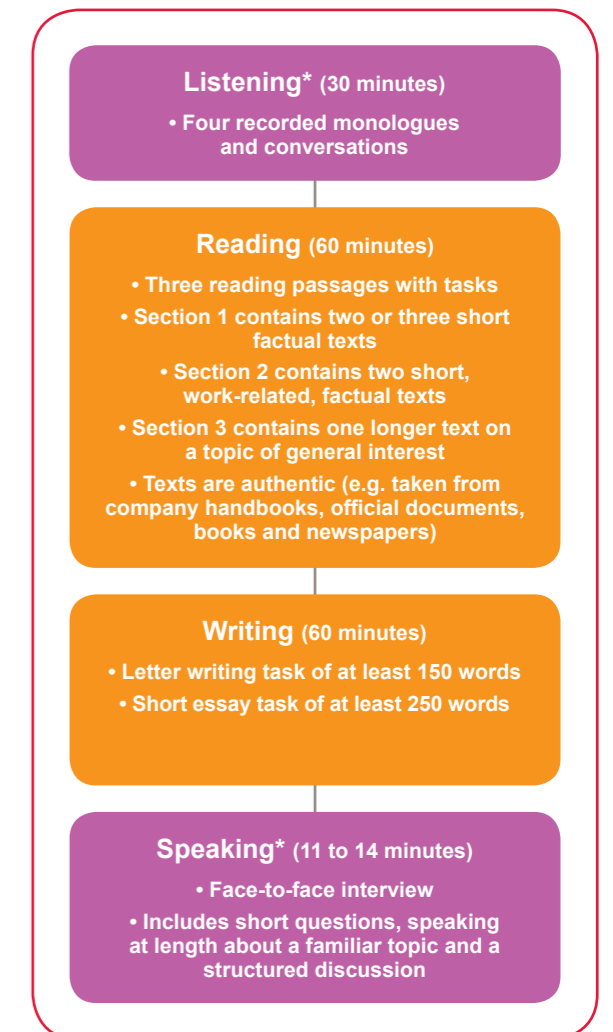 Listening* (30 minutes)
• Four recorded monologues
and conversations
Reading (60 minutes)
• Three reading passages with tasks
• Section 1 contains two or three short
factual texts
• Section 2 contains two short,
work-related, factual texts
• Section 3 contains one longer text on
a topic of general interest
• Texts are authentic (e.g. taken from
company handbooks, official documents,
books and newspapers)
Writing (60 minutes)
• Letter writing task of at least 150 words
• Short essay task of at least 250 words
Speaking* (11 to 14 minutes)
• Face-to-face interview
• Includes short questions, speaking
at length about a familiar topic and a
structured discussion